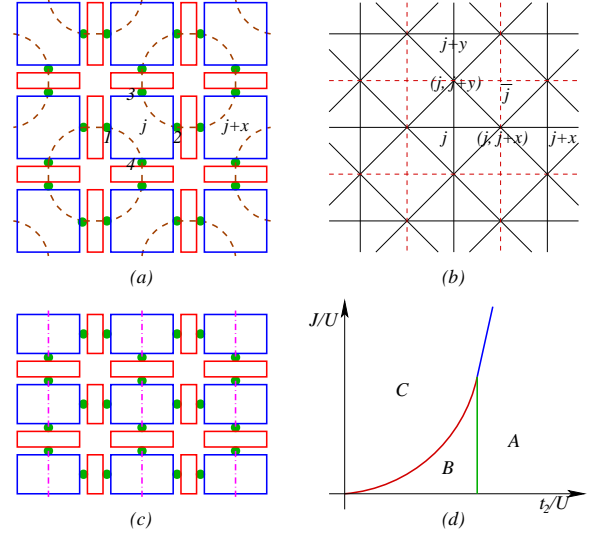 3
1
j
2
j+x
4
(a)
j+y
(j, j+y)
j
j
(j, j+x)
j+x
(b)
(c)
J/U
C
A
B
t₂/U
(d)